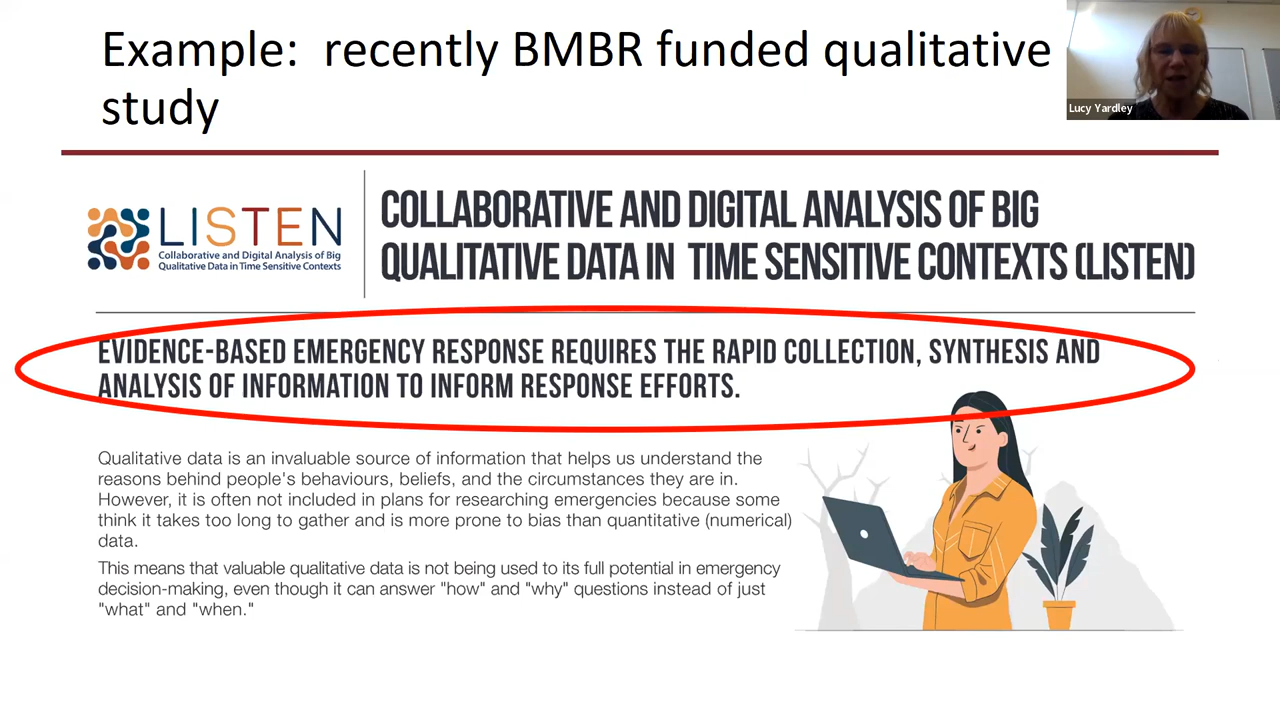 Example: recently BMBR funded qualitative
study
Lucy Yardley
LISTEN
Collaborative and Digital Analysis of Big
Qualitative Data in Time Sensitive Contexts
COLLABORATIVE AND DIGITAL ANALYSIS OF BIG
QUALITATIVE DATA IN TIME SENSITIVE CONTEXTS (LISTEN)
EVIDENCE-BASED EMERGENCY RESPONSE REQUIRES THE RAPID COLLECTION, SYNTHESIS AND
ANALYSIS OF INFORMATION TO INFORM RESPONSE EFFORTS.
Qualitative data is an invaluable source of information that helps us understand the
reasons behind people's behaviours, beliefs, and the circumstances they are in.
However, it is often not included in plans for researching emergencies because some
think it takes too long to gather and is more prone to bias than quantitative (numerical)
data.
This means that valuable qualitative data is not being used to its full potential in emergency
decision-making, even though it can answer "how" and "why" questions instead of just
"what" and "when."